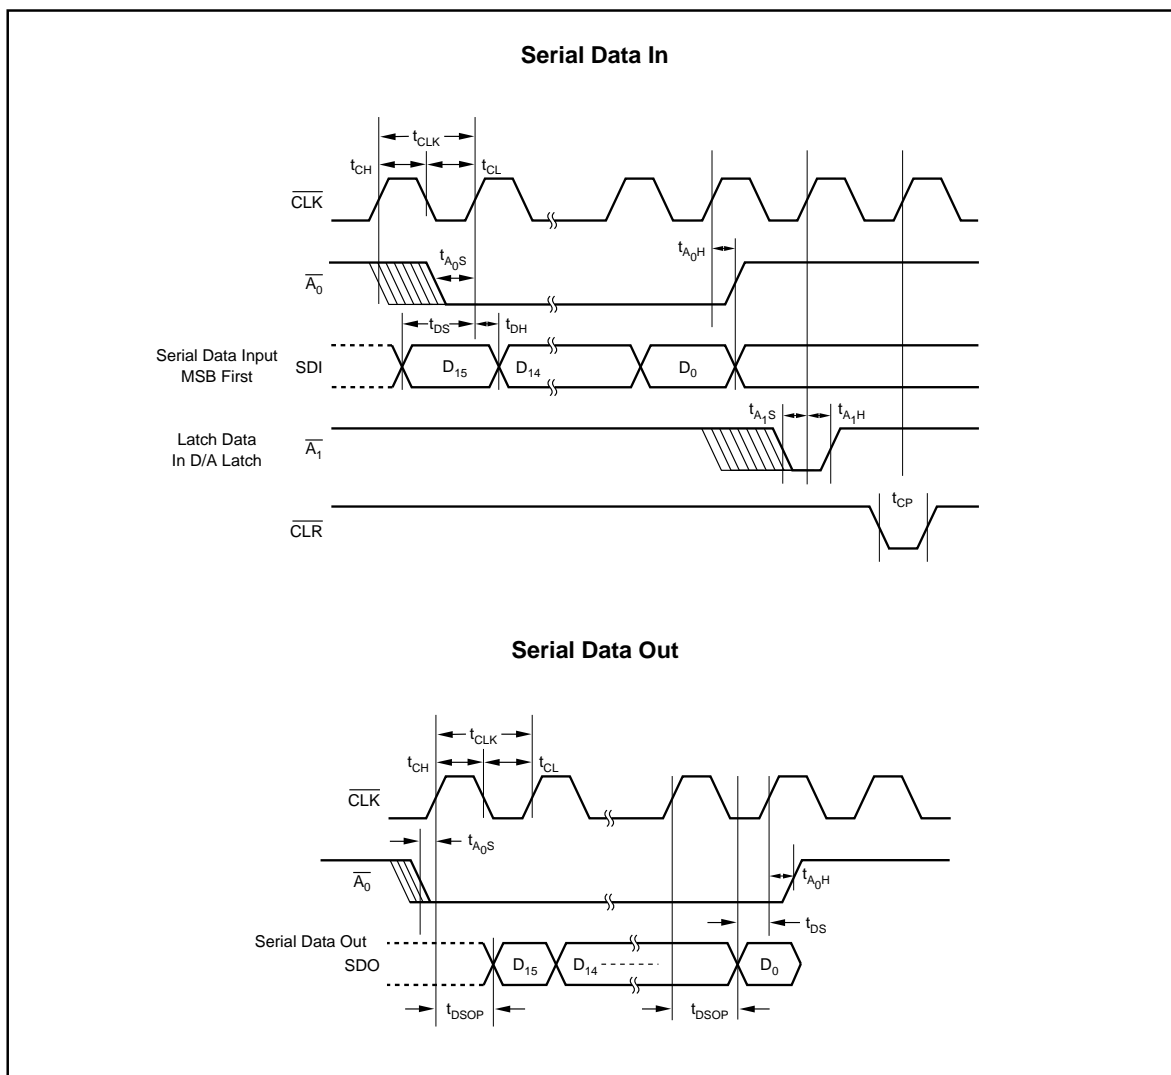 Serial Data In
tCLK
tCH
tCL
CLK
tA0S
tA0H
A0
tDS
tDH
Serial Data Input
MSB First
SDI
D15
D14
D0
tA1S
tA1H
Latch Data
In D/A Latch
A1
tCP
CLR
Serial Data Out
tCLK
tCH
tCL
CLK
tA0S
A0
tA0H
tDS
Serial Data Out
SDO
D15
D14
D0
tDSOP
tDSOP